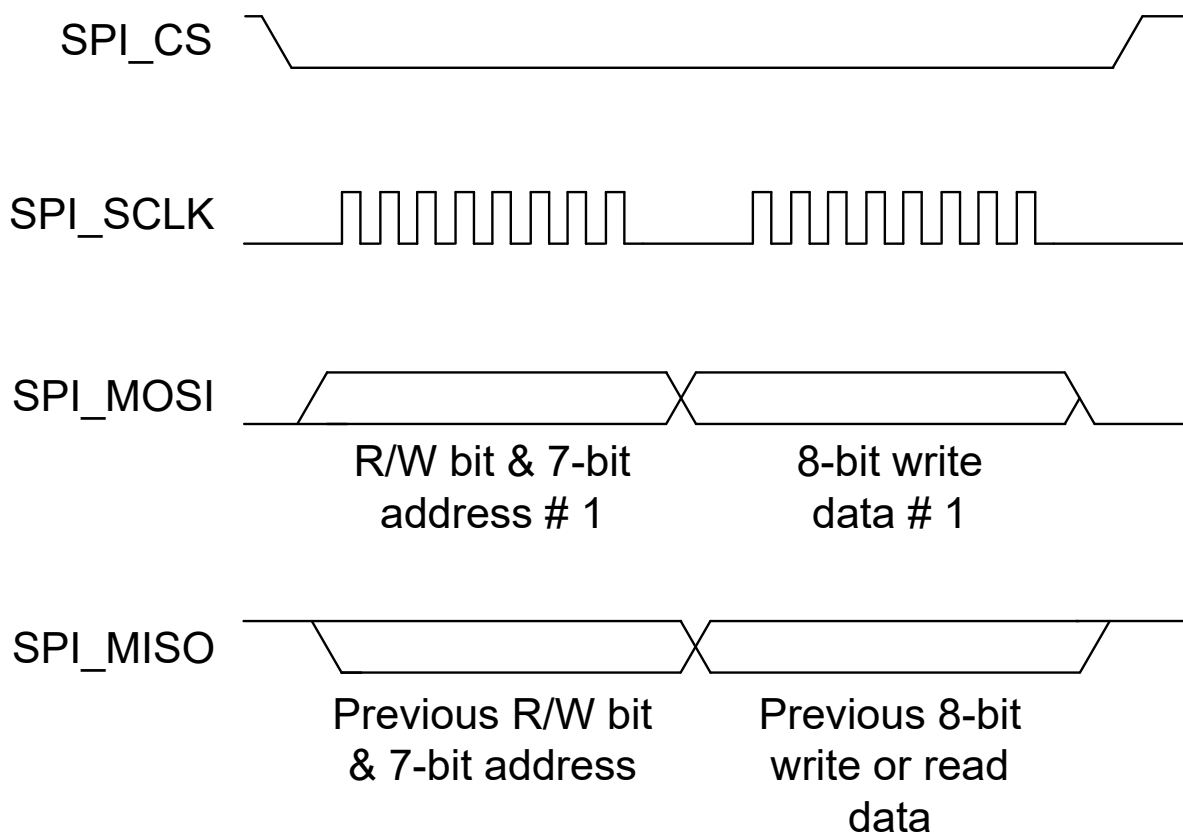 SPI_CS
SPI_SCLK
SPI_MOSI
R/W bit & 7-bit
address # 1
8-bit write
data # 1
SPI_MISO
Previous R/W bit
& 7-bit address
Previous 8-bit
write or read
data